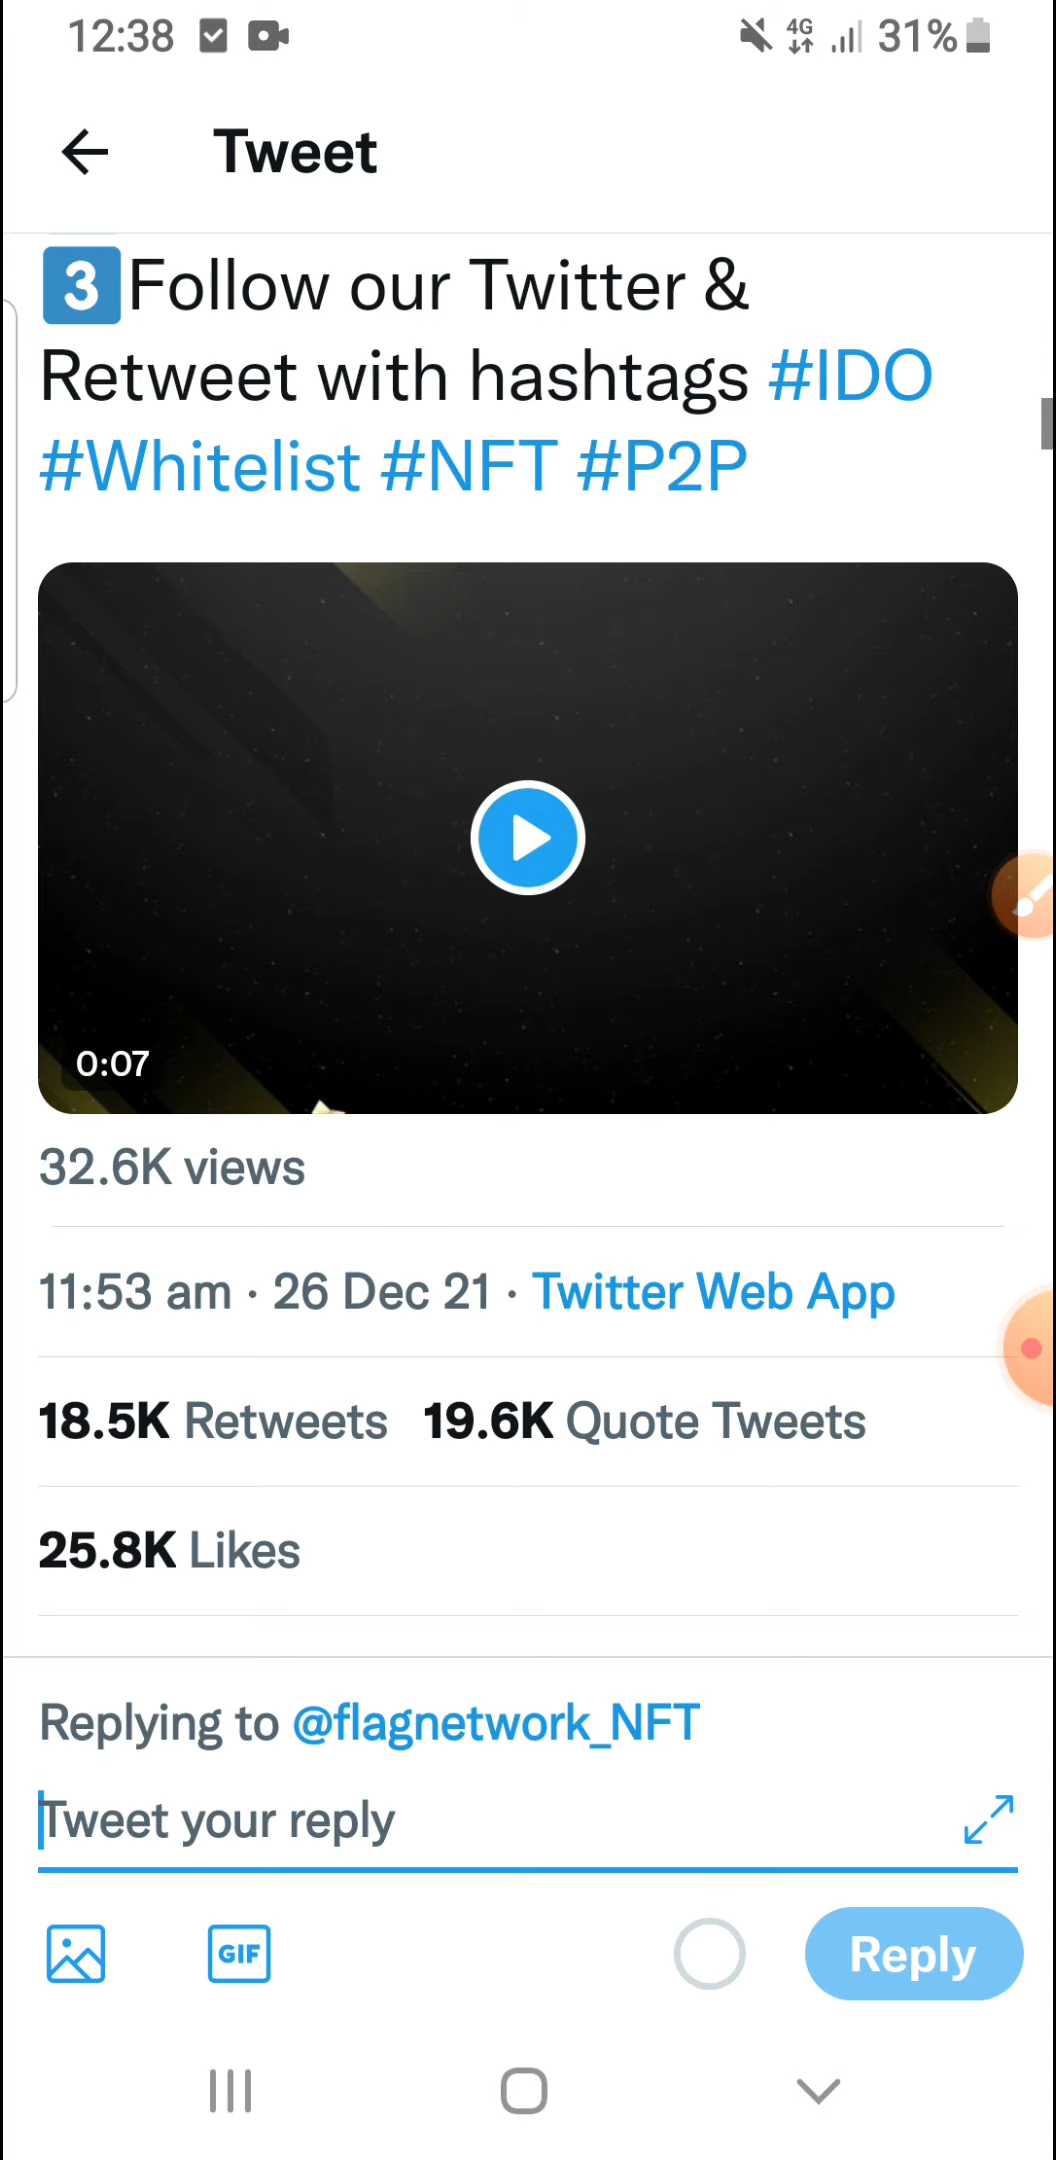 12:38 4G 31%
Tweet
3 Follow our Twitter &
Retweet with hashtags #IDO
#Whitelist #NFT #P2P
0:07
32.6K views
11:53 am · 26 Dec 21 · Twitter Web App
18.5K Retweets 19.6K Quote Tweets
25.8K Likes
Replying to @flagnetwork_NFT
Tweet your reply
GIF Reply